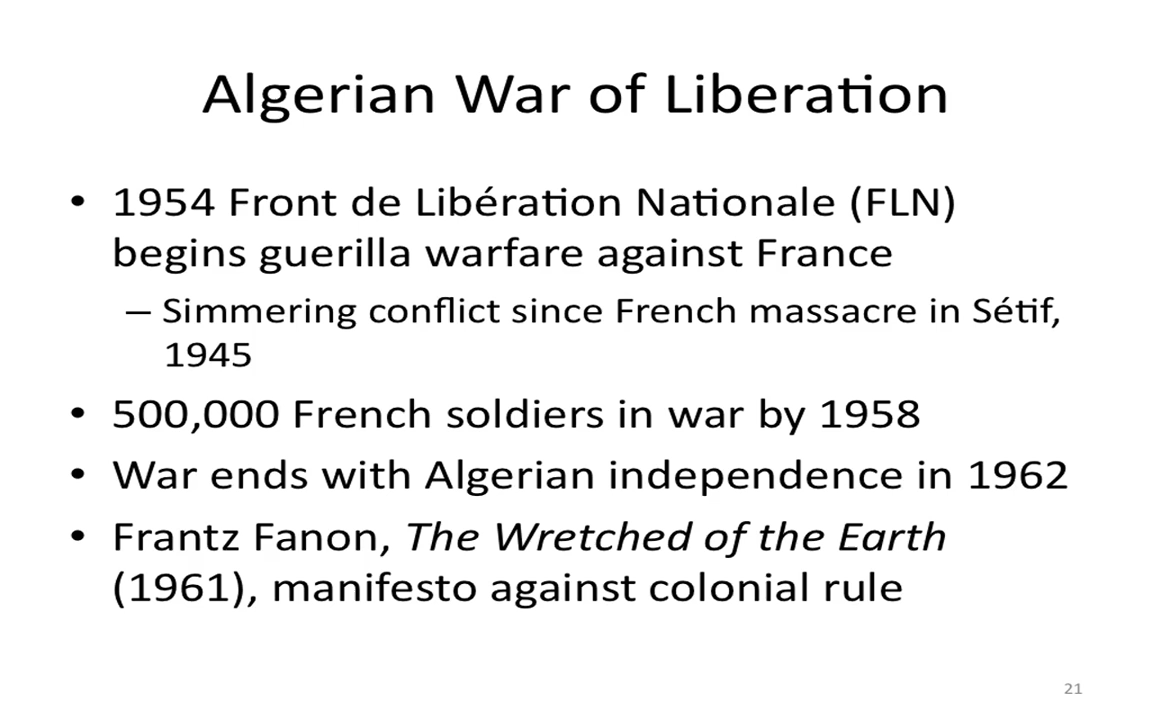 Algerian War of Liberation
• 1954 Front de Libération Nationale (FLN)
begins guerilla warfare against France
– Simmering conflict since French massacre in Sétif,
1945
• 500,000 French soldiers in war by 1958
• War ends with Algerian independence in 1962
• Frantz Fanon, The Wretched of the Earth
(1961), manifesto against colonial rule
21